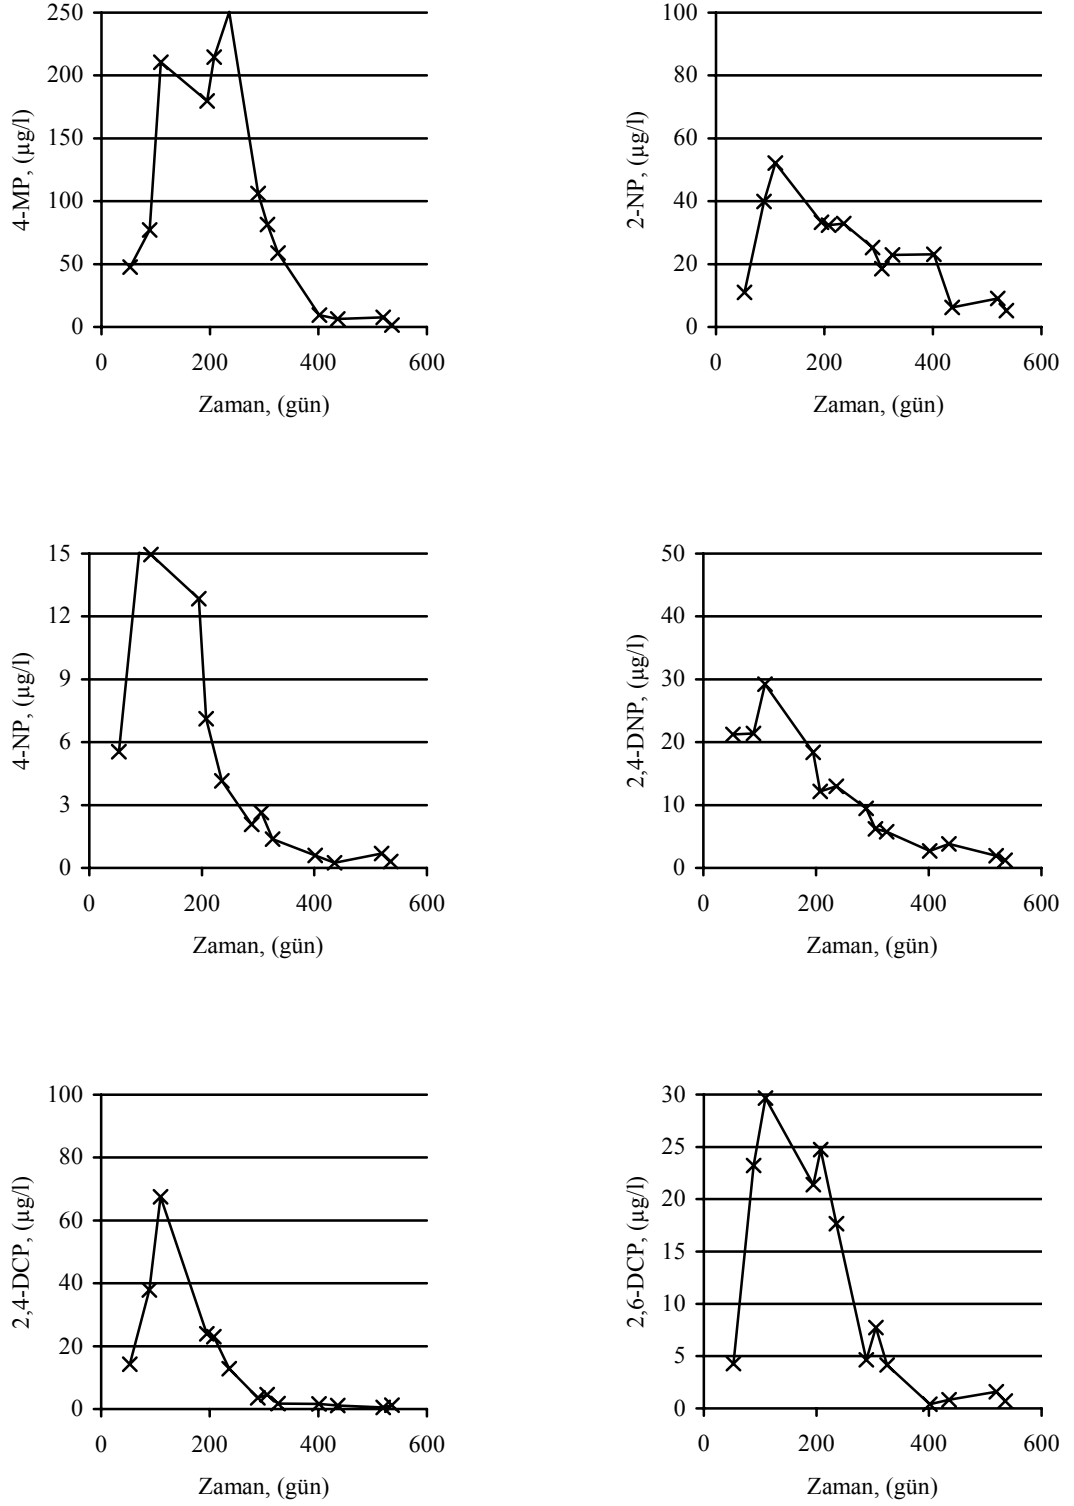 250
200
150
100
50
0
4-MP, (µg/l)
0 200 400 600
Zaman, (gün)
100
80
60
40
20
0
2-NP, (µg/l)
0 200 400 600
Zaman, (gün)
15
12
9
6
3
0
4-NP, (µg/l)
0 200 400 600
Zaman, (gün)
50
40
30
20
10
0
2,4-DNP, (µg/l)
0 200 400 600
Zaman, (gün)
100
80
60
40
20
0
2,4-DCP, (µg/l)
0 200 400 600
Zaman, (gün)
30
25
20
15
10
5
0
2,6-DCP, (µg/l)
0 200 400 600
Zaman, (gün)